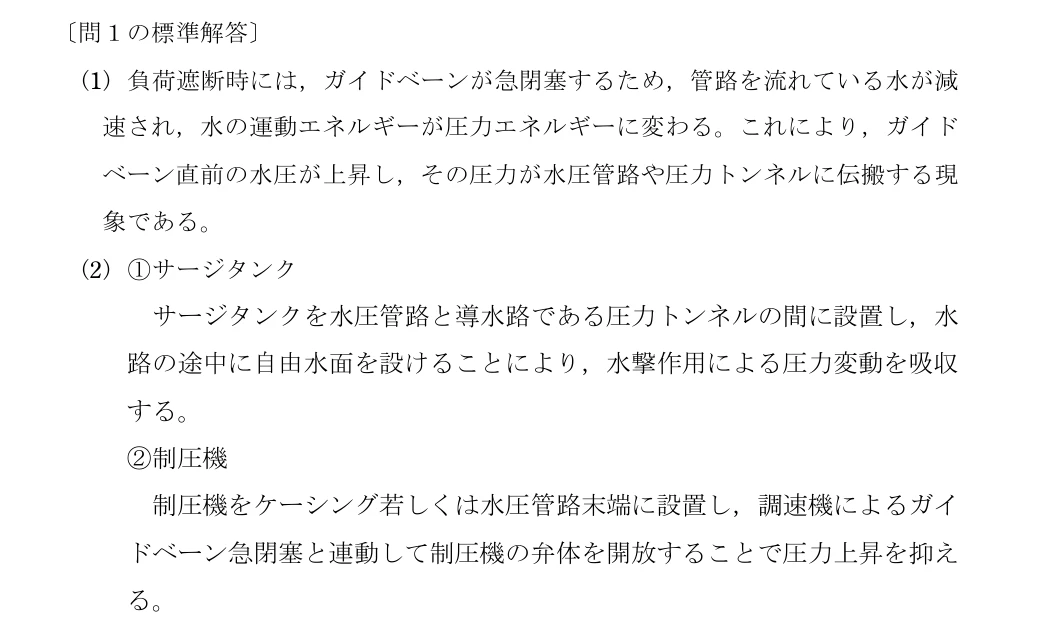 〔問１の標準解答〕
(1) 負荷遮断時には，ガイドベーンが急閉塞するため，管路を流れている水が減
速され，水の運動エネルギーが圧力エネルギーに変わる。これにより，ガイド
ベーン直前の水圧が上昇し，その圧力が水圧管路や圧力トンネルに伝搬する現
象である。
(2) ①サージタンク
サージタンクを水圧管路と導水路である圧力トンネルの間に設置し，水
路の途中に自由水面を設けることにより，水撃作用による圧力変動を吸収
する。
②制圧機
制圧機をケーシング若しくは水圧管路末端に設置し，調速機によるガイ
ドベーン急閉塞と連動して制圧機の弁体を開放することで圧力上昇を抑え
る。